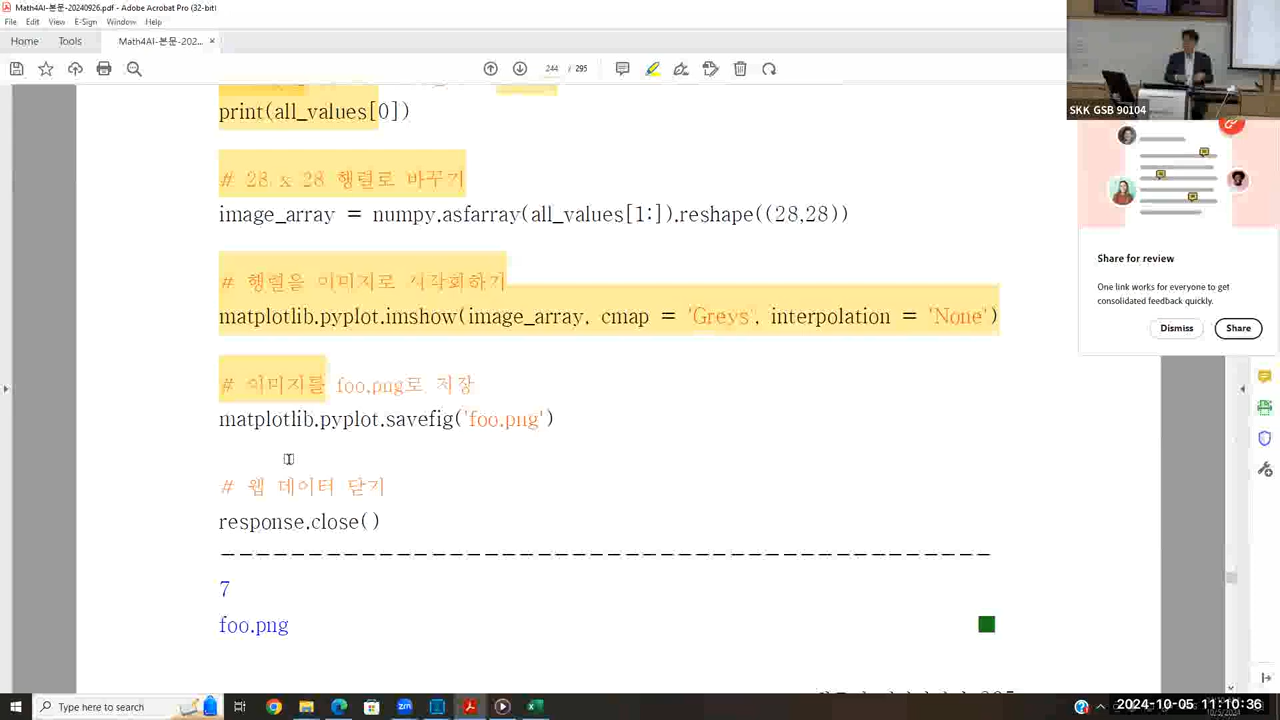 Math4AI-본문-20240926.pdf - Adobe Acrobat Pro (32-bit)
File Edit View E-Sign Window Help
Home Tools Math4AI-본문-202...
244 / 295
print(all_values[0])
# 28 x 28 행렬로 바꾸기
image_array = numpy.asfarray(all_values[1:]).reshape((28,28))
# 행렬을 이미지로 시각화하기
matplotlib.pyplot.imshow(image_array, cmap = 'Greys', interpolation = 'None')
# 이미지를 foo.png로 저장
matplotlib.pyplot.savefig('foo.png')
# 웹 데이터 닫기
response.close()
7
foo.png
SKK GSB 90104
Share for review
One link works for everyone to get
consolidated feedback quickly.
Dismiss Share
Type here to search
2024-10-05 11:10:36